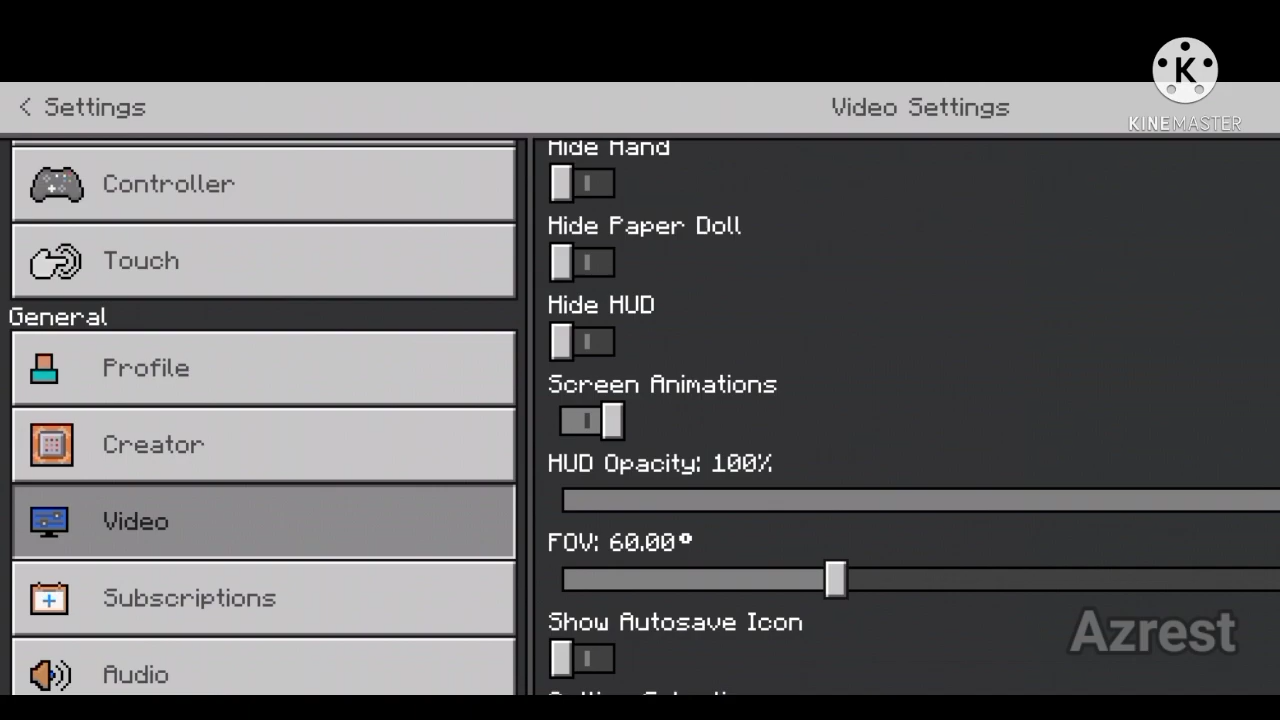 K
KINEMASTER
< Settings
Video Settings
Controller
Touch
General
Profile
Creator
Video
Subscriptions
Audio
Hide Hand
Hide Paper Doll
Hide HUD
Screen Animations
HUD Opacity: 100%
FOV: 60.00°
Show Autosave Icon
Azrest